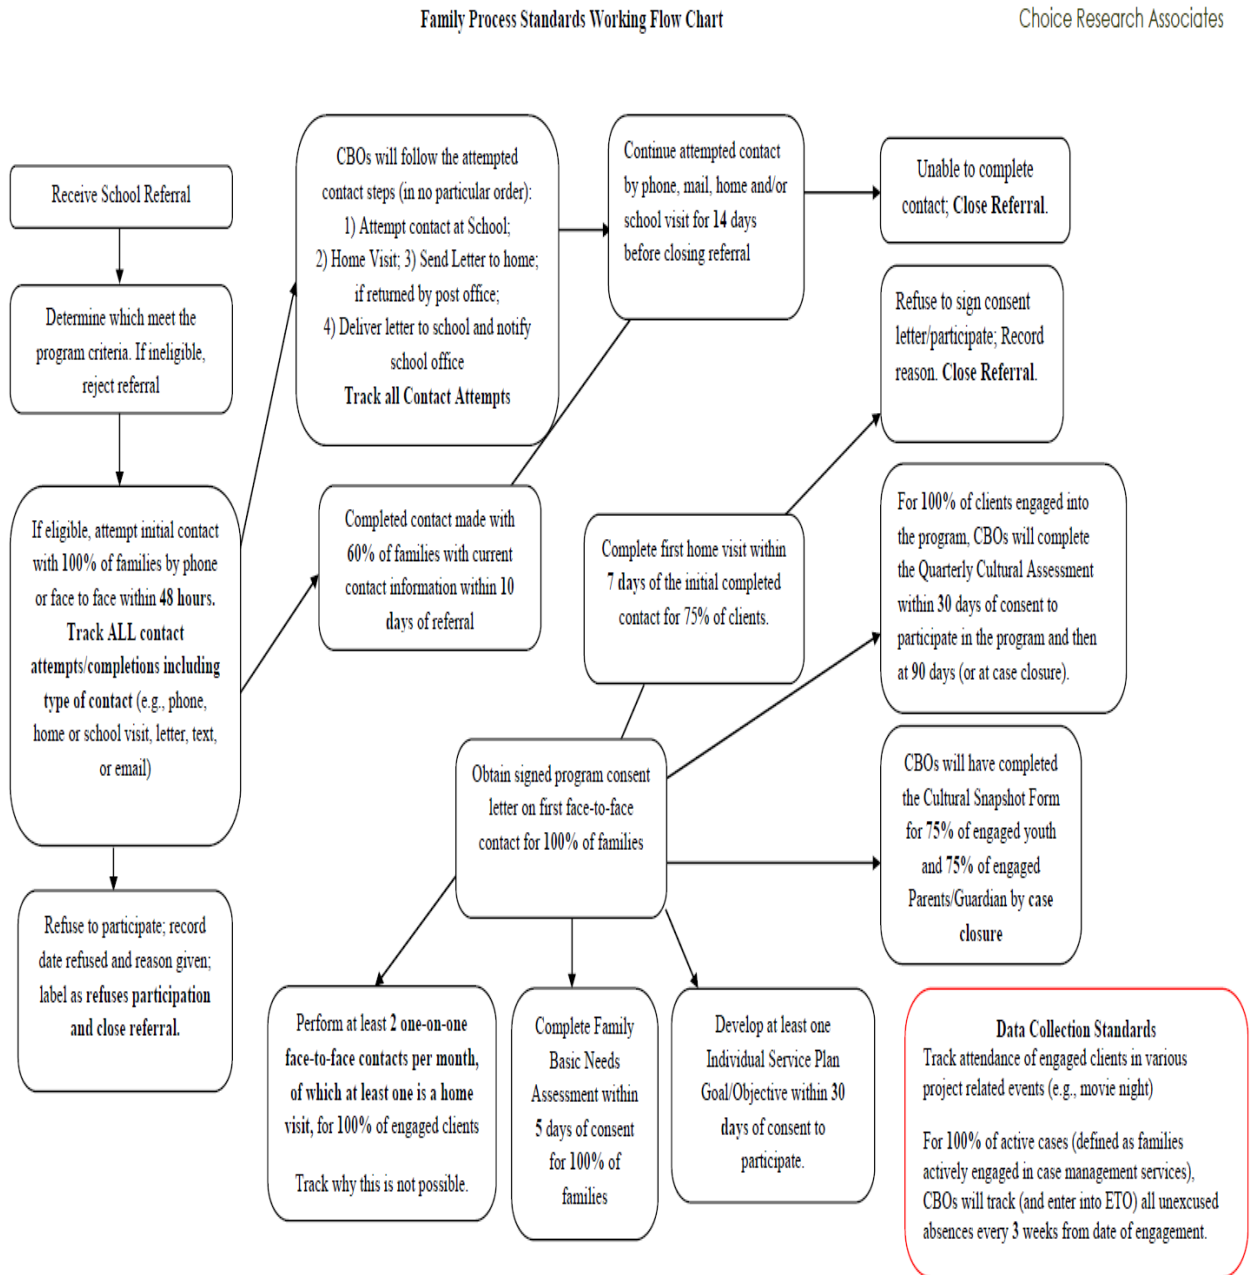 Family Process Standards Working Flow Chart
Choice Research Associates
Receive School Referral
Determine which meet the
program criteria. If ineligible,
reject referral
If eligible, attempt initial contact
with 100% of families by phone
or face to face within 48 hours.
Track ALL contact
attempts/completions including
type of contact (e.g., phone,
home or school visit, letter, text,
or email)
Refuse to participate; record
date refused and reason given;
label as refuses participation
and close referral.
CBOs will follow the attempted
contact steps (in no particular order):
1) Attempt contact at School;
2) Home Visit; 3) Send Letter to home;
if returned by post office;
4) Deliver letter to school and notify
school office
Track all Contact Attempts
Completed contact made with
60% of families with current
contact information within 10
days of referral
Continue attempted contact
by phone, mail, home and/or
school visit for 14 days
before closing referral
Unable to complete
contact; Close Referral.
Refuse to sign consent
letter/participate; Record
reason. Close Referral.
Complete first home visit within
7 days of the initial completed
contact for 75% of clients.
For 100% of clients engaged into
the program, CBOs will complete
the Quarterly Cultural Assessment
within 30 days of consent to
participate in the program and then
at 90 days (or at case closure).
Obtain signed program consent
letter on first face-to-face
contact for 100% of families
CBOs will have completed
the Cultural Snapshot Form
for 75% of engaged youth
and 75% of engaged
Parents/Guardian by case
closure
Perform at least 2 one-on-one
face-to-face contacts per month,
of which at least one is a home
visit, for 100% of engaged clients
Track why this is not possible.
Complete Family
Basic Needs
Assessment within
5 days of consent
for 100% of
families
Develop at least one
Individual Service Plan
Goal/Objective within 30
days of consent to
participate.
Data Collection Standards
Track attendance of engaged clients in various
project related events (e.g., movie night)
For 100% of active cases (defined as families
actively engaged in case management services),
CBOs will track (and enter into ETO) all unexcused
absences every 3 weeks from date of engagement.